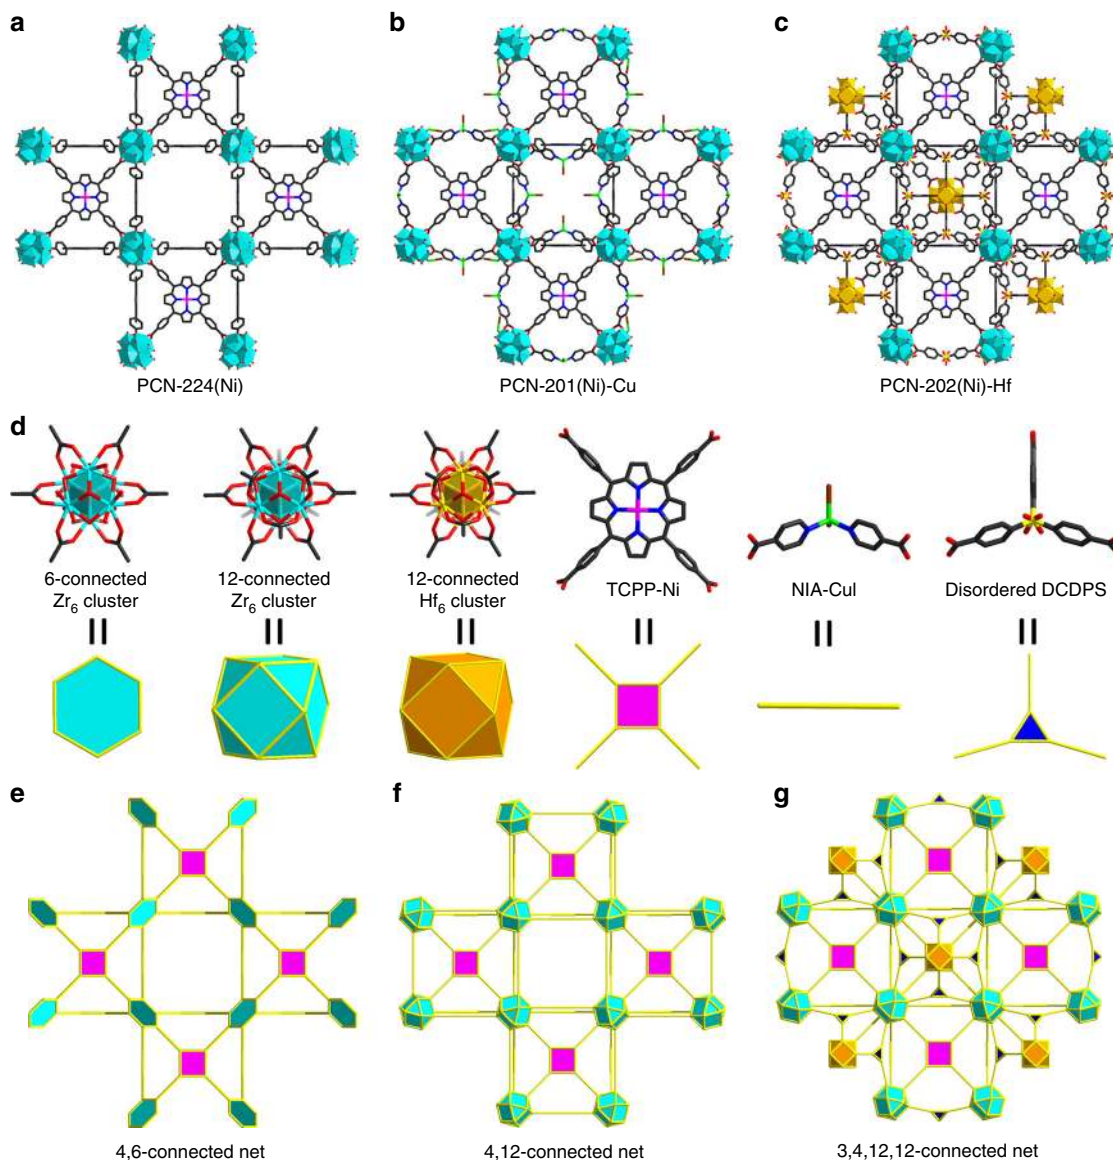 a
b
c
PCN-224(Ni)
PCN-201(Ni)-Cu
PCN-202(Ni)-Hf
d
6-connected
Zr6 cluster
12-connected
Zr6 cluster
12-connected
Hf6 cluster
TCPP-Ni
NIA-CuI
Disordered DCDPS
e
f
g
4,6-connected net
4,12-connected net
3,4,12,12-connected net